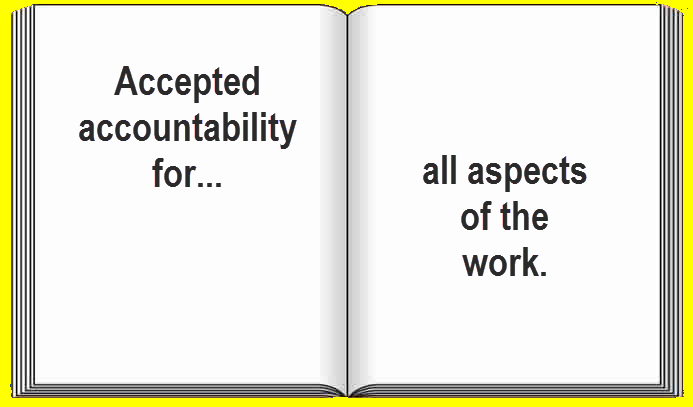 Accepted
accountability
for...
all aspects
of the
work.